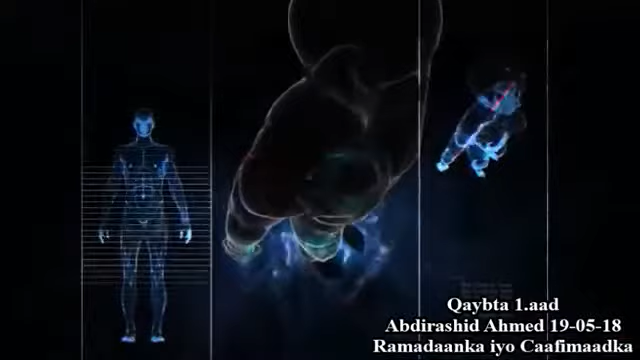 Qaybta 1.aad
Abdirashid Ahmed 19-05-18
Ramadaanka iyo Caafimaadka